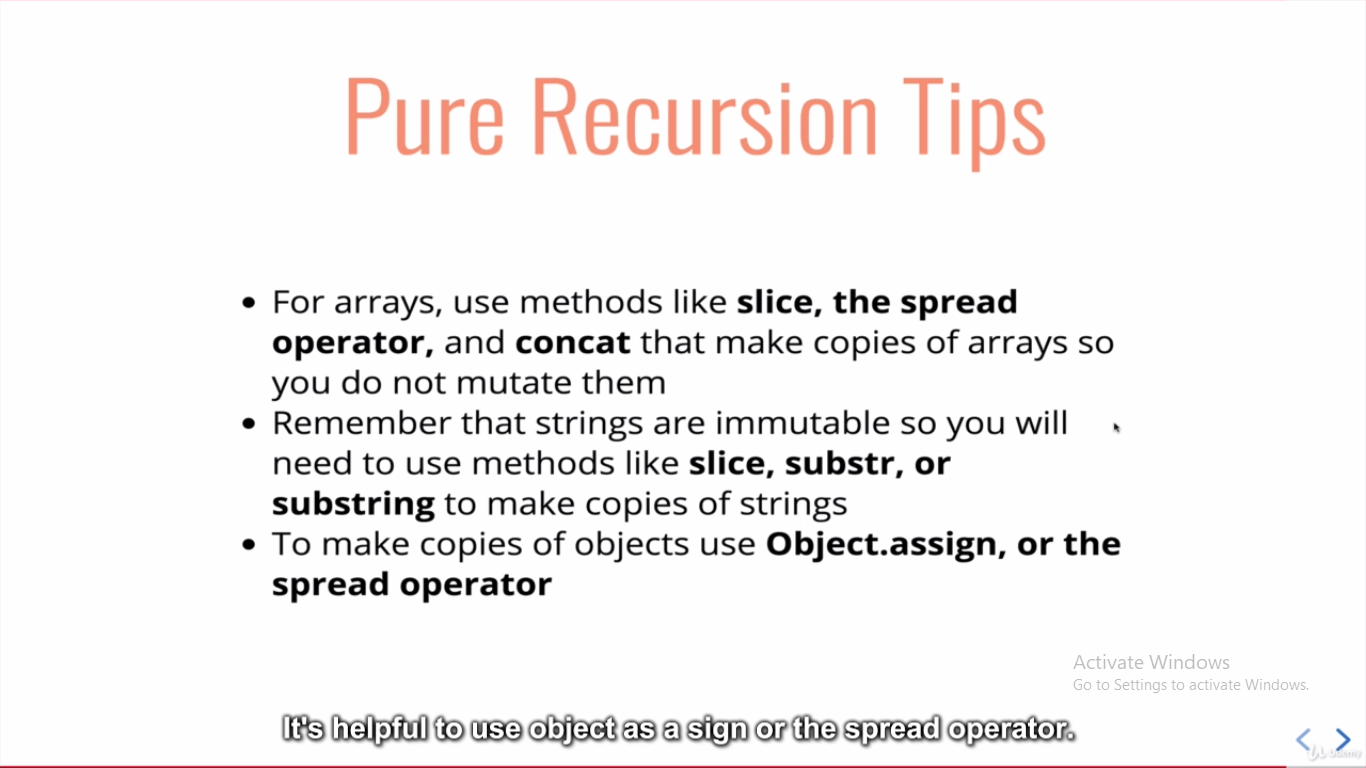 Pure Recursion Tips
• For arrays, use methods like slice, the spread
operator, and concat that make copies of arrays so
you do not mutate them
• Remember that strings are immutable so you will
need to use methods like slice, substr, or
substring to make copies of strings
• To make copies of objects use Object.assign, or the
spread operator
Activate Windows
Go to Settings to activate Windows.
It's helpful to use object as a sign or the spread operator.
Udemy